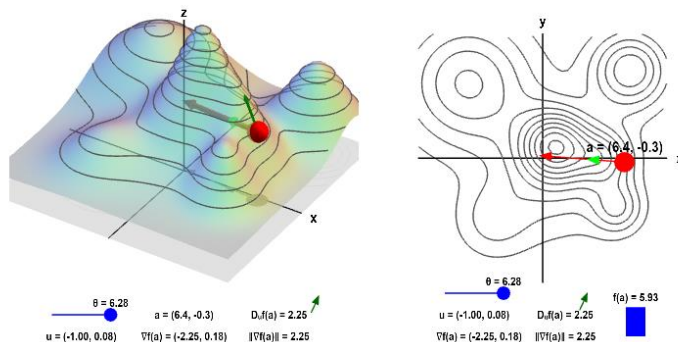 z
x
θ = 6.28
a = (6.4, -0.3)
Dᵤf(a) = 2.25
u = (-1.00, 0.08)
∇f(a) = (-2.25, 0.18)
‖∇f(a)‖ = 2.25
y
a = (6.4, -0.3)
x
θ = 6.28
f(a) = 5.93
u = (-1.00, 0.08)
Dᵤf(a) = 2.25
∇f(a) = (-2.25, 0.18)
‖∇f(a)‖ = 2.25